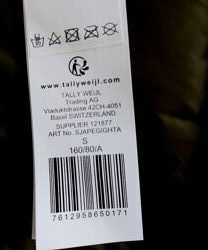 www.tallyweijl.com
TALLY WEIJL
Trading AG
Viaduktstrasse 42CH-4051
Basel SWITZERLAND
SUPPLIER 121877
ART No. SJAPEGIGHTA
S
160/80/A
7612958650171